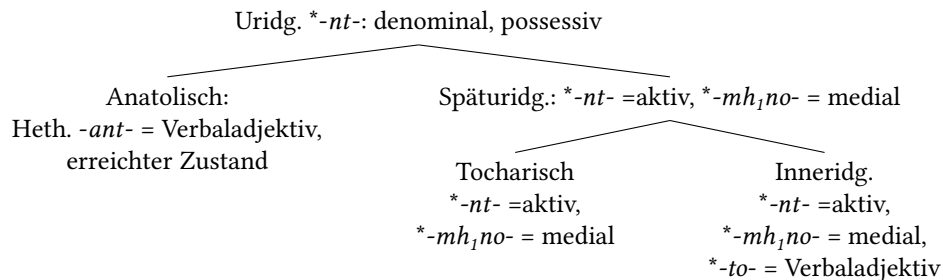 Uridg. *-nt-: denominal, possessiv
Anatolisch:
Heth. -ant- = Verbaladjektiv,
erreichter Zustand
Späturidg.: *-nt- =aktiv, *-mh₁no- = medial
Tocharisch
*-nt- =aktiv,
*-mh₁no- = medial
Inneridg.
*-nt- =aktiv,
*-mh₁no- = medial,
*-to- = Verbaladjektiv